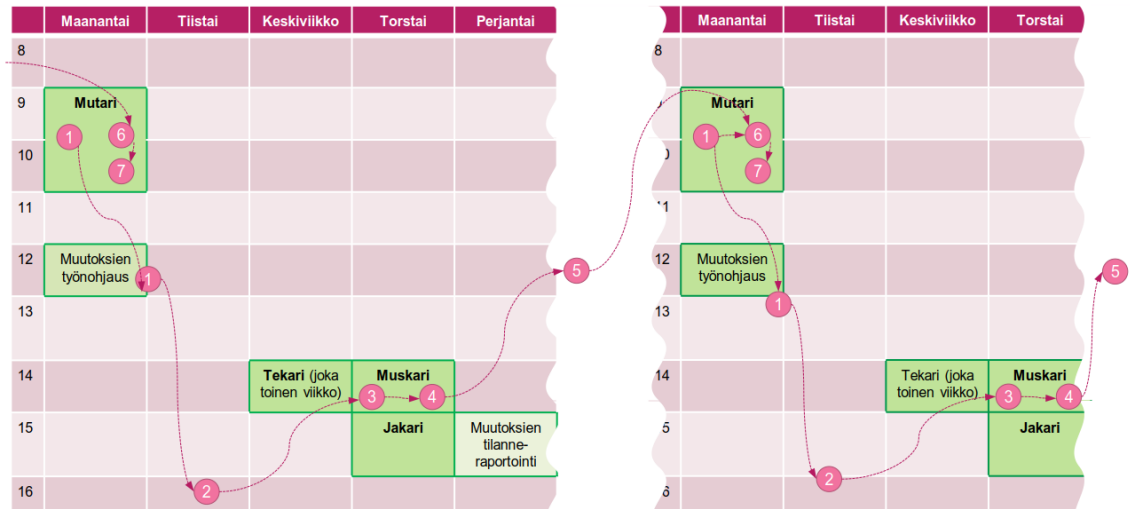 Maanantai Tiistai Keskiviikko Torstai Perjantai
8
9 Mutari
1 6
10 7
11
12 Muutoksien
työnohjaus 1
13
14 Tekari (joka Muskari
toinen viikko) 3 4
15 Jakari Muutoksien
tilanne-
raportointi
16 2
5
Maanantai Tiistai Keskiviikko Torstai
8
Mutari
1 6
7
12 Muutoksien
työnohjaus
1
13
14 Tekari (joka Muskari
toinen viikko) 3 4
Jakari
2
5